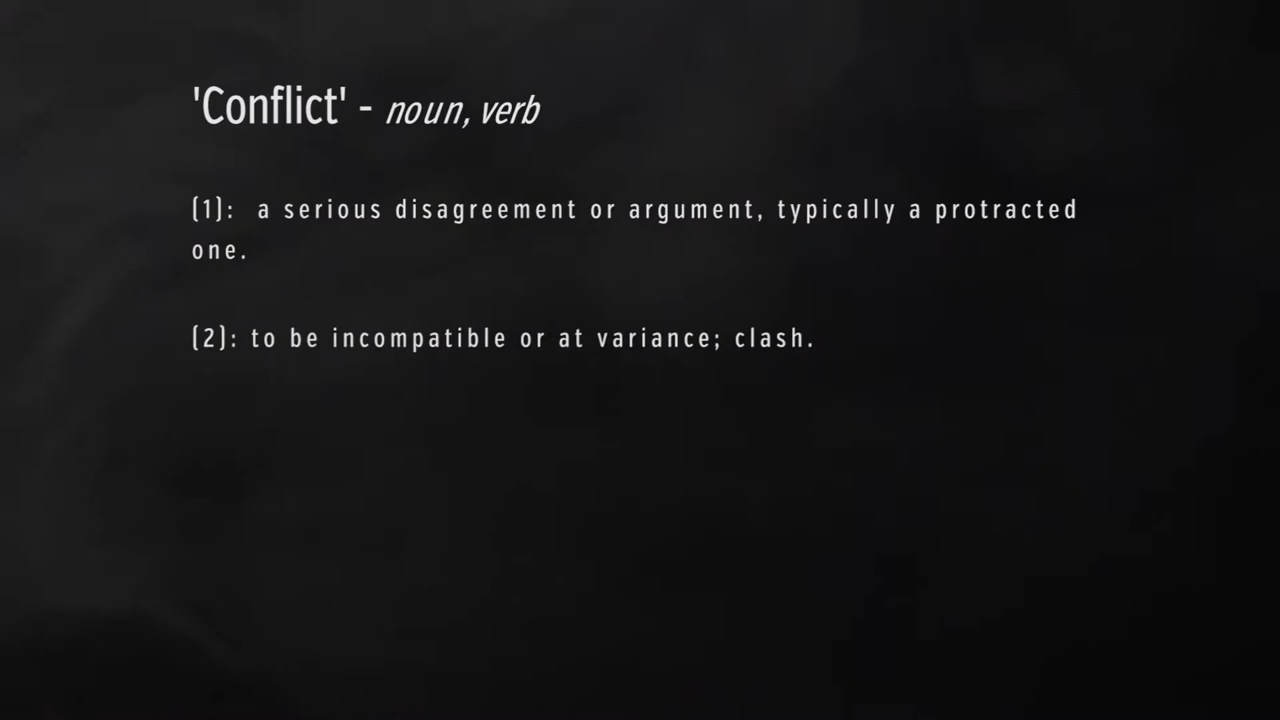 'Conflict' - noun, verb
(1): a serious disagreement or argument, typically a protracted
one.
(2): to be incompatible or at variance; clash.